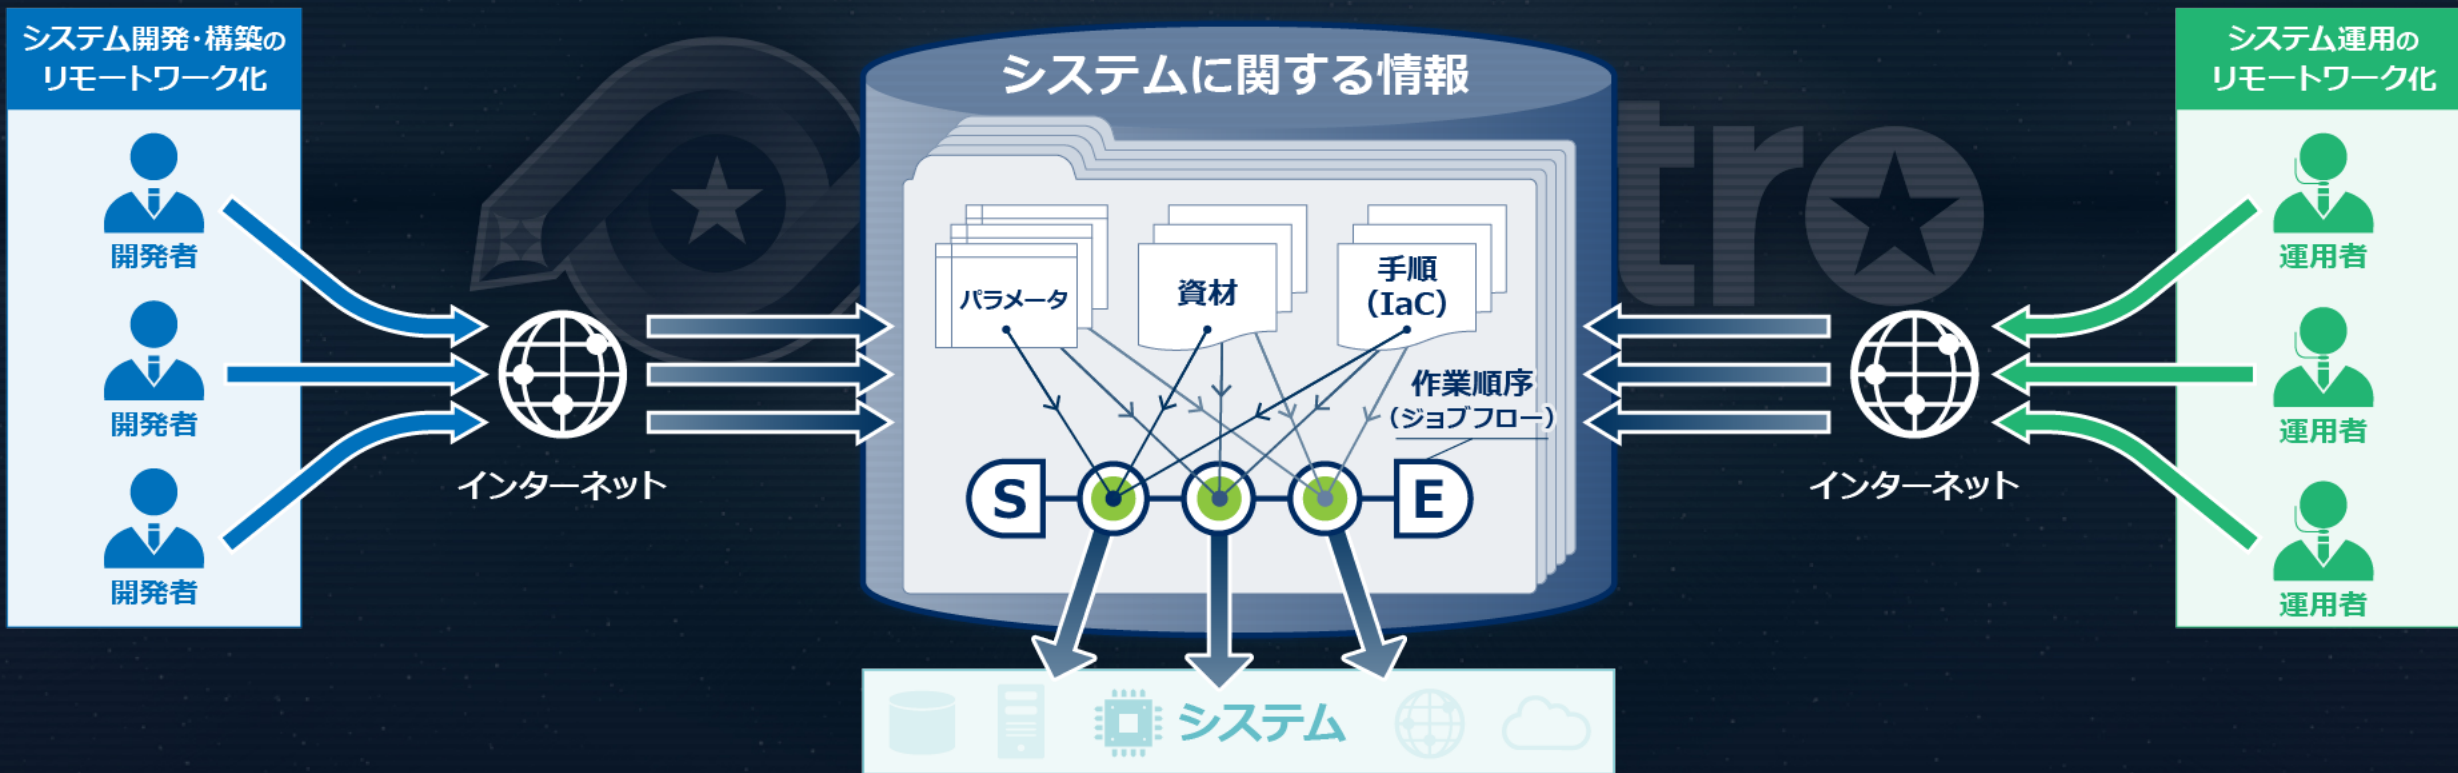 システム開発・構築の
リモートワーク化
開発者
開発者
開発者
インターネット
システムに関する情報
パラメータ
資材
手順
(IaC)
作業順序
(ジョブフロー)
S
E
システム
tro
インターネット
システム運用の
リモートワーク化
運用者
運用者
運用者